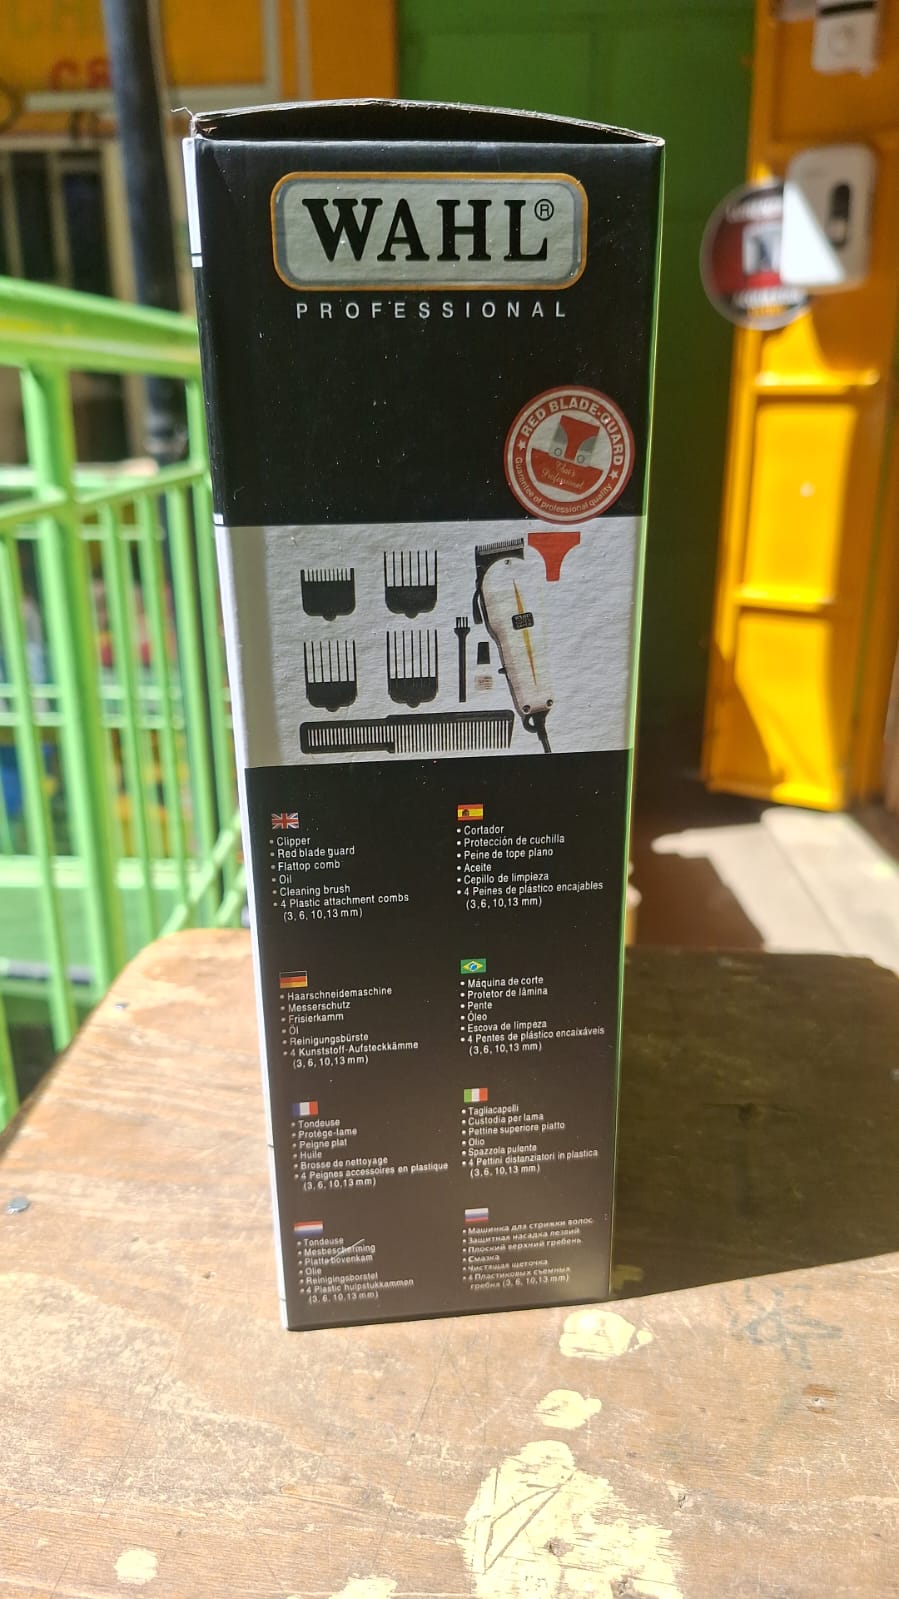 WAHL®
PROFESSIONAL
RED BLADE-GUARD
Guarantee of professional quality
• Clipper
• Red blade guard
• Flattop comb
• Oil
• Cleaning brush
• 4 Plastic attachment combs
(3, 6, 10, 13 mm)
• Cortador
• Protección de cuchilla
• Peine de tope plano
• Aceite
• Cepillo de limpieza
• 4 Peines de plástico encajables
(3, 6, 10, 13 mm)
• Haarschneidemaschine
• Messerschutz
• Frisierkamm
• Öl
• Reinigungsbürste
• 4 Kunststoff-Aufsteckkämme
(3, 6, 10, 13 mm)
• Máquina de corte
• Protetor de lâmina
• Pente
• Óleo
• Escova de limpeza
• 4 Pentes de plástico encaixáveis
(3, 6, 10, 13 mm)
• Tondeuse
• Protège-lame
• Peigne plat
• Huile
• Brosse de nettoyage
• 4 Peignes accessoires en plastique
(3, 6, 10, 13 mm)
• Tagliacapelli
• Custodia per lama
• Pettine superiore piatto
• Olio
• Spazzola pulente
• 4 Pettini distanziatori in plastica
(3, 6, 10, 13 mm)
• Tondeuse
• Mesbescherming
• Platte bovenkam
• Olie
• Reinigingsborstel
• 4 Plastic hulpstukkammen
(3, 6, 10, 13 mm)
• Машинка для стрижки волос
• Защитная насадка лезвий
• Плоский верхний гребень
• Смазка
• Чистящая щеточка
• 4 Пластиковых съемных
гребня (3, 6, 10, 13 mm)